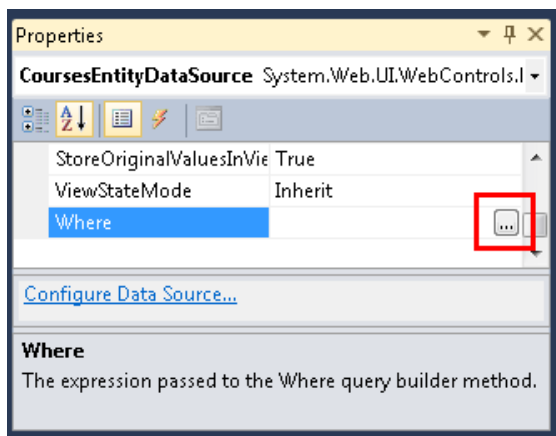 Properties
CoursesEntityDataSource System.Web.UI.WebControls.
StoreOriginalValuesInVie True
ViewStateMode Inherit
Where ...
Configure Data Source...
Where
The expression passed to the Where query builder method.